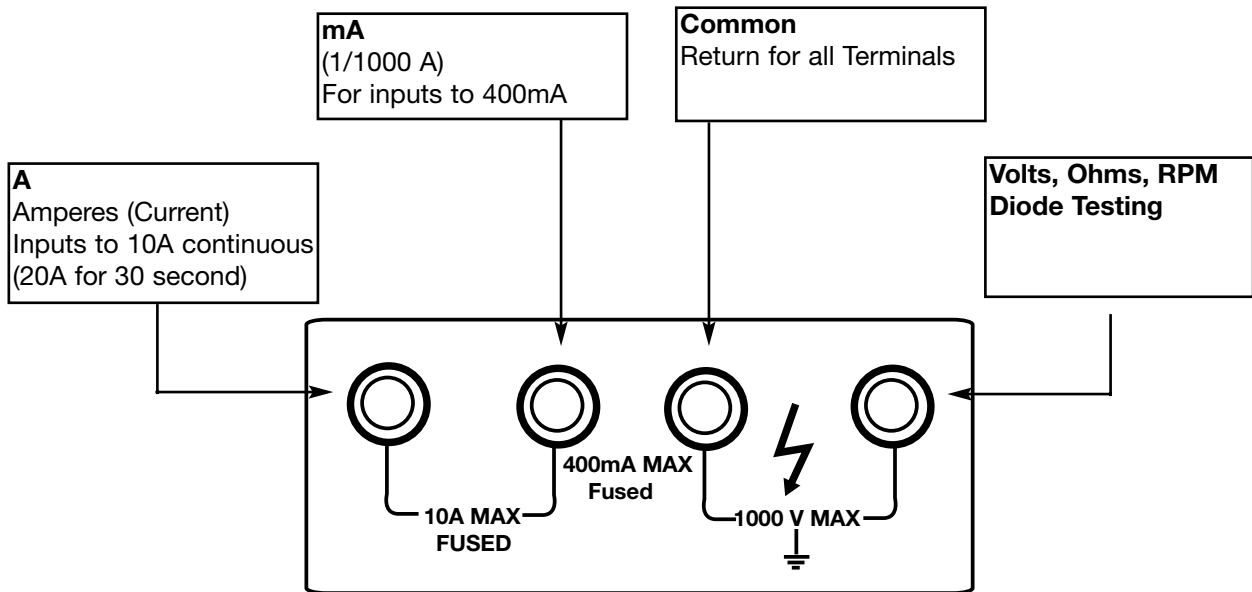 mA
(1/1000 A)
For inputs to 400mA
Common
Return for all Terminals
A
Amperes (Current)
Inputs to 10A continuous
(20A for 30 second)
Volts, Ohms, RPM
Diode Testing
400mA MAX
Fused
10A MAX
FUSED
1000 V MAX